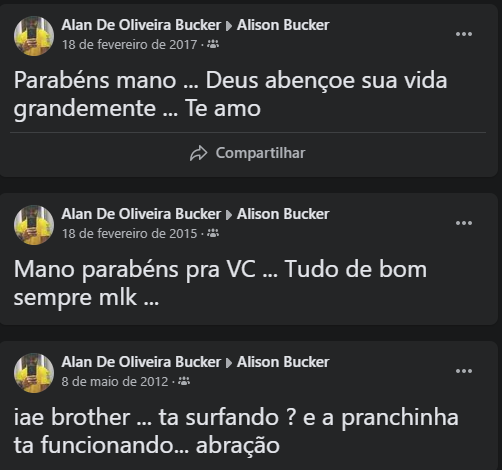 Alan De Oliveira Bucker Alison Bucker
18 de fevereiro de 2017 ·
Parabéns mano ... Deus abençoe sua vida
grandemente ... Te amo
Compartilhar
Alan De Oliveira Bucker Alison Bucker
18 de fevereiro de 2015 ·
Mano parabéns pra VC ... Tudo de bom
sempre mlk ...
Alan De Oliveira Bucker Alison Bucker
8 de maio de 2012 ·
iae brother ... ta surfando ? e a pranchinha
ta funcionando... abração